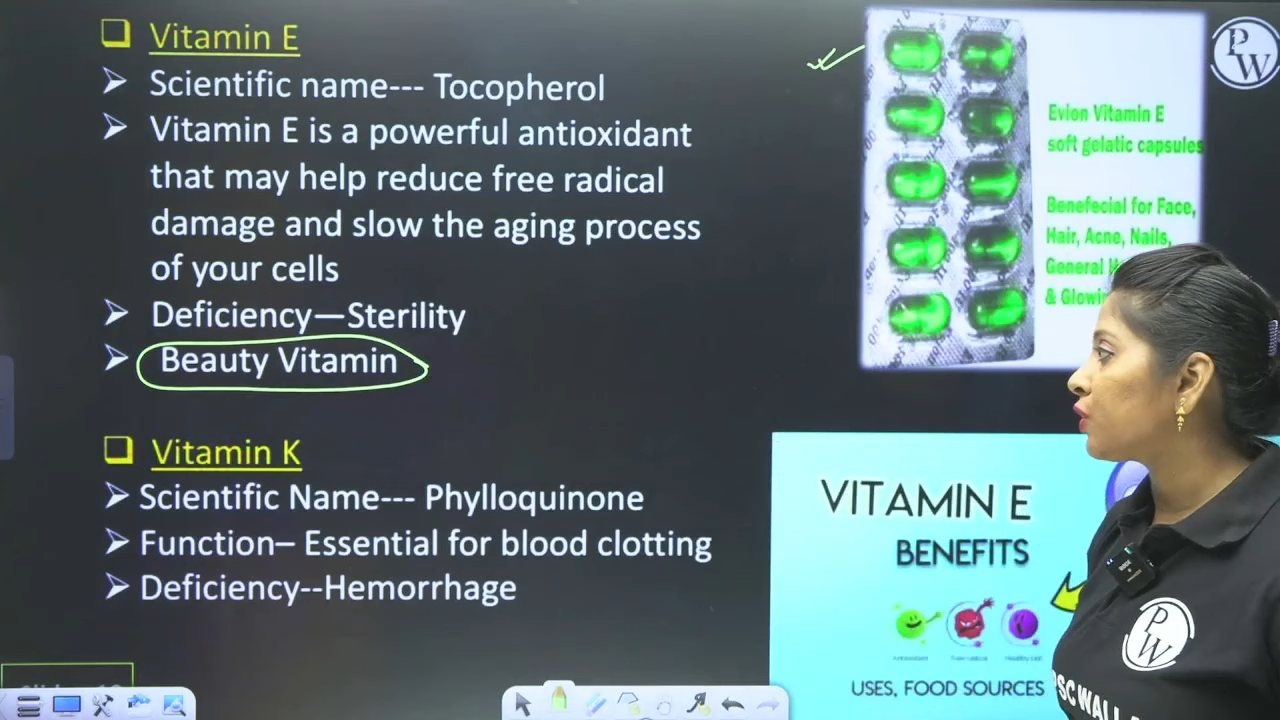 Vitamin E
Scientific name--- Tocopherol
Vitamin E is a powerful antioxidant
that may help reduce free radical
damage and slow the aging process
of your cells
Deficiency—Sterility
Beauty Vitamin
Vitamin K
Scientific Name--- Phylloquinone
Function– Essential for blood clotting
Deficiency--Hemorrhage
PW
Evion Vitamin E
soft gelatic capsules
Benefecial for Face,
Hair, Acne, Nails,
General
&
VITAMIN E
BENEFITS
USES, FOOD SOURCES
PW